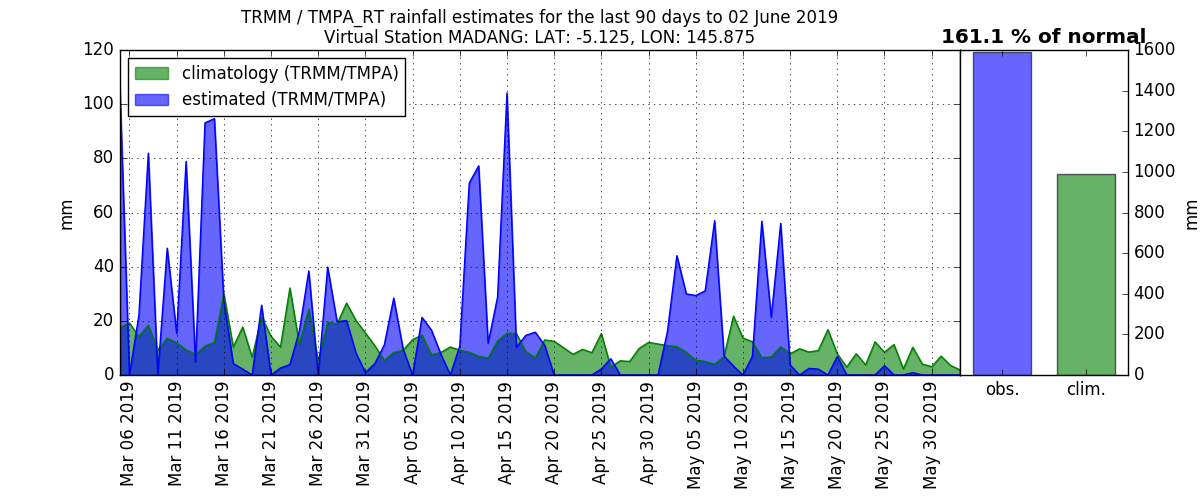 TRMM / TMPA_RT rainfall estimates for the last 90 days to 02 June 2019
Virtual Station MADANG: LAT: -5.125, LON: 145.875
161.1 % of normal
climatology (TRMM/TMPA)
estimated (TRMM/TMPA)
mm
120
100
80
60
40
20
0
Mar 06 2019
Mar 11 2019
Mar 16 2019
Mar 21 2019
Mar 26 2019
Mar 31 2019
Apr 05 2019
Apr 10 2019
Apr 15 2019
Apr 20 2019
Apr 25 2019
Apr 30 2019
May 05 2019
May 10 2019
May 15 2019
May 20 2019
May 25 2019
May 30 2019
obs.
clim.
1600
1400
1200
1000
800
600
400
200
0
mm